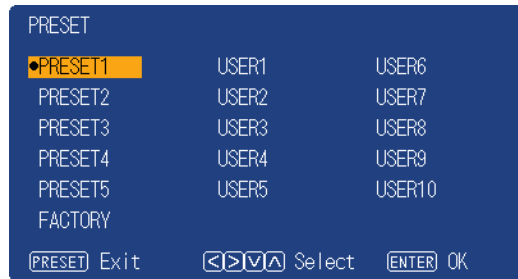 PRESET
●PRESET1 USER1 USER6
PRESET2 USER2 USER7
PRESET3 USER3 USER8
PRESET4 USER4 USER9
PRESET5 USER5 USER10
FACTORY
PRESET Exit <>∨∧ Select ENTER OK